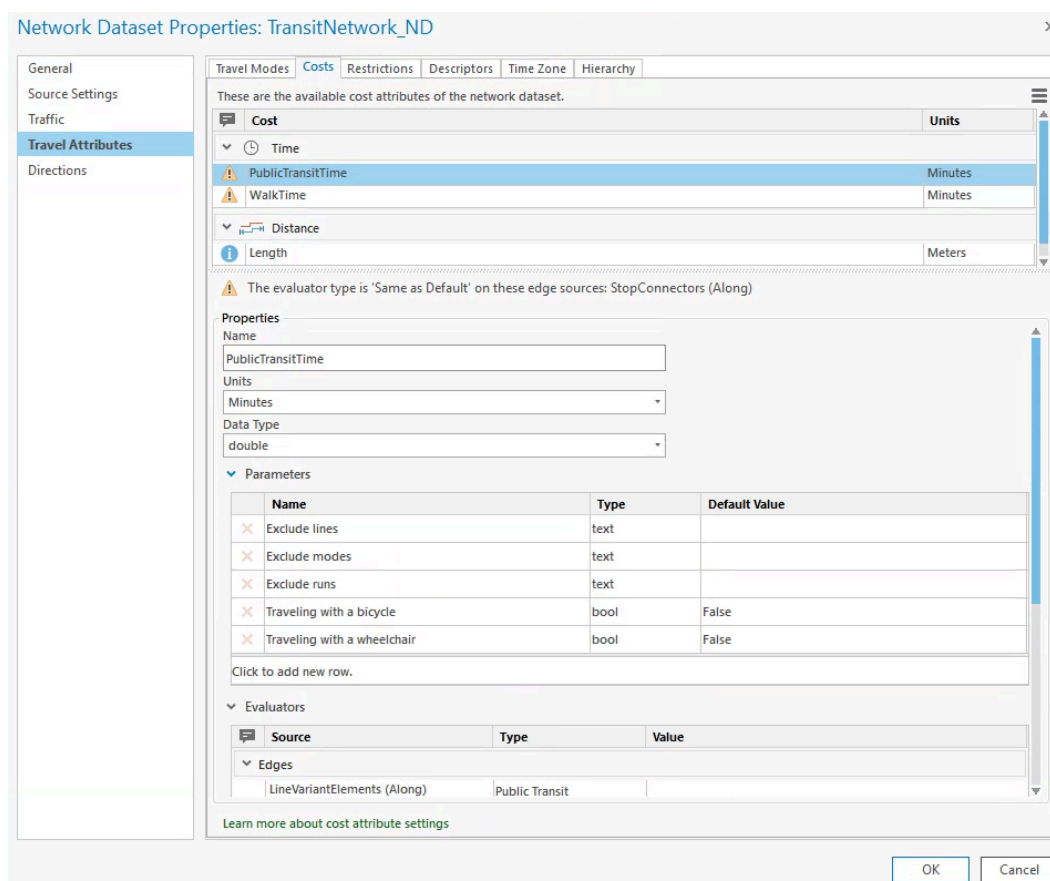 Network Dataset Properties: TransitNetwork_ND
General
Source Settings
Traffic
Travel Attributes
Directions
Travel Modes Costs Restrictions Descriptors Time Zone Hierarchy
These are the available cost attributes of the network dataset.
Cost Units
Time
PublicTransitTime Minutes
WalkTime Minutes
Distance
Length Meters
The evaluator type is 'Same as Default' on these edge sources: StopConnectors (Along)
Properties
Name
PublicTransitTime
Units
Minutes
Data Type
double
Parameters
Name Type Default Value
Exclude lines text
Exclude modes text
Exclude runs text
Traveling with a bicycle bool False
Traveling with a wheelchair bool False
Click to add new row.
Evaluators
Source Type Value
Edges
LineVariantElements (Along) Public Transit
Learn more about cost attribute settings
OK Cancel